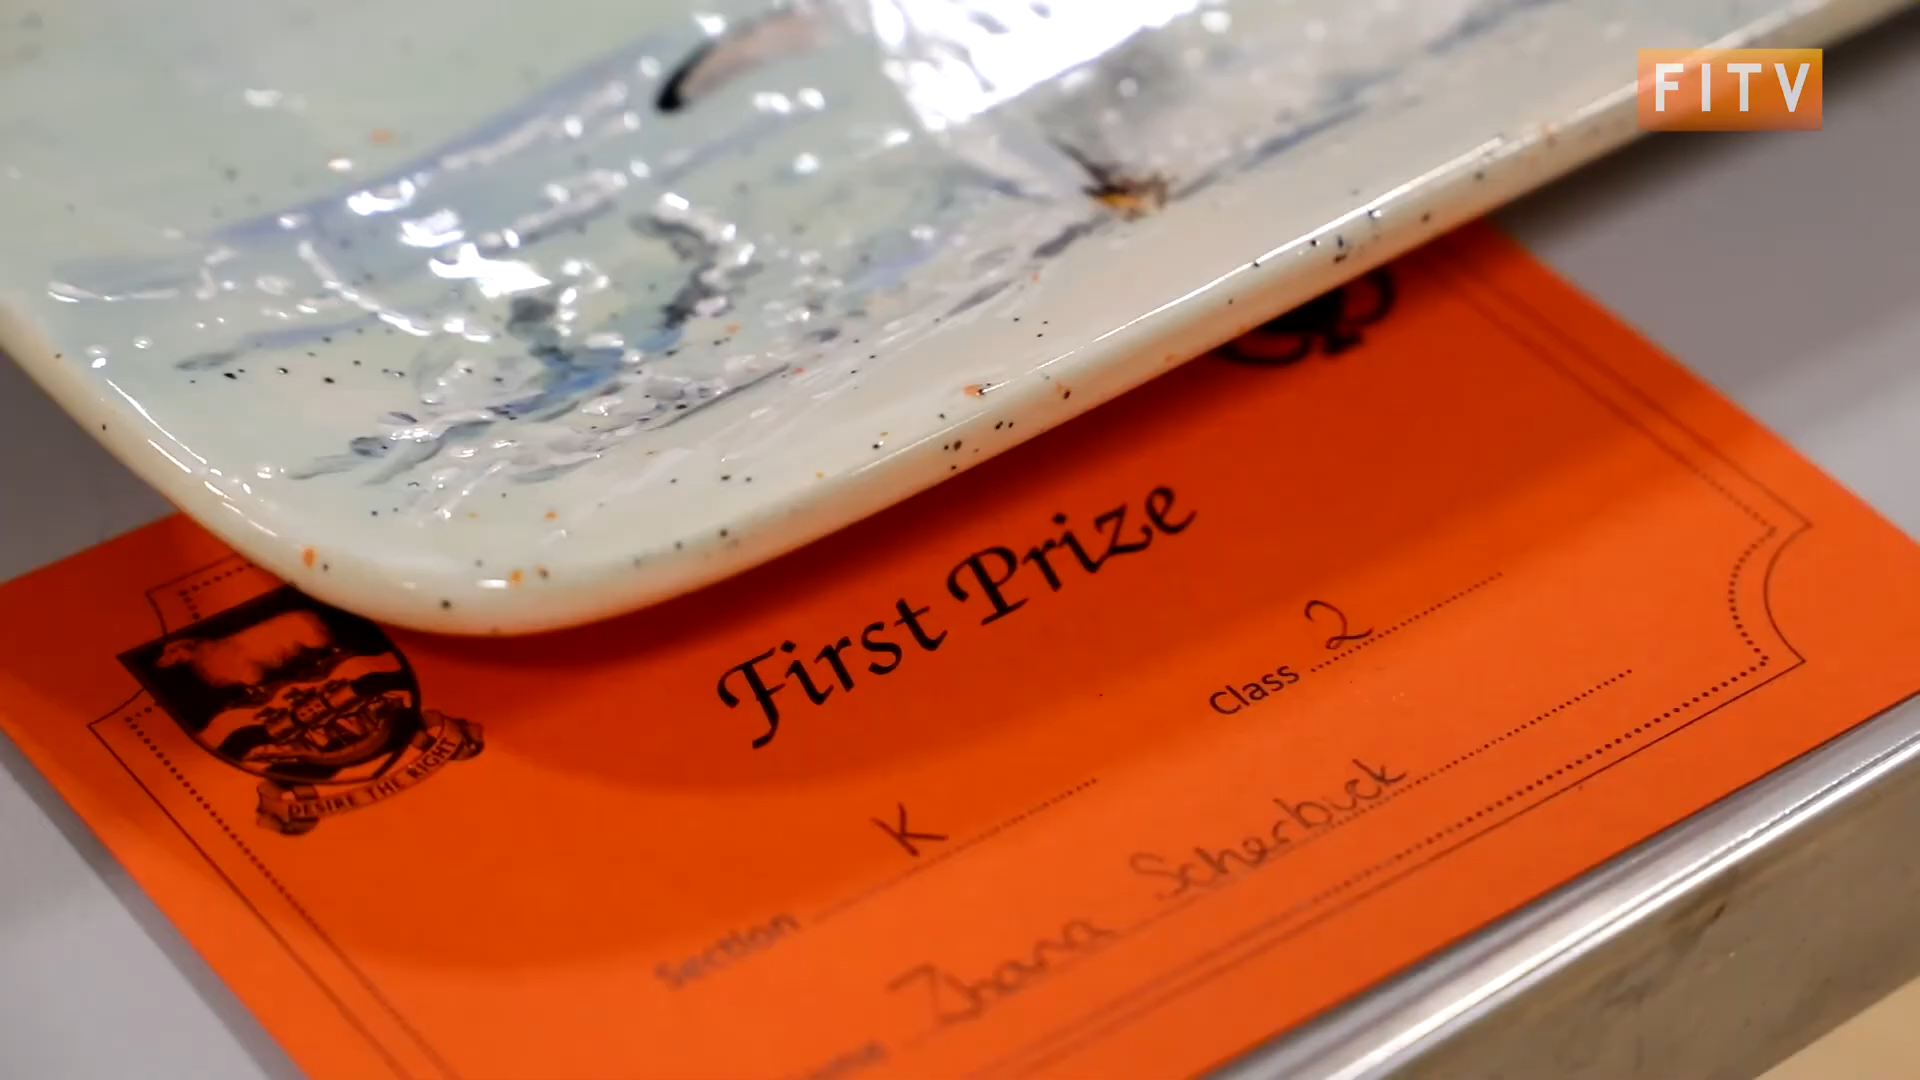 FITV
First Prize
Class 2
DESIRE THE RIGHT
Section K
Zhana Scherbuck